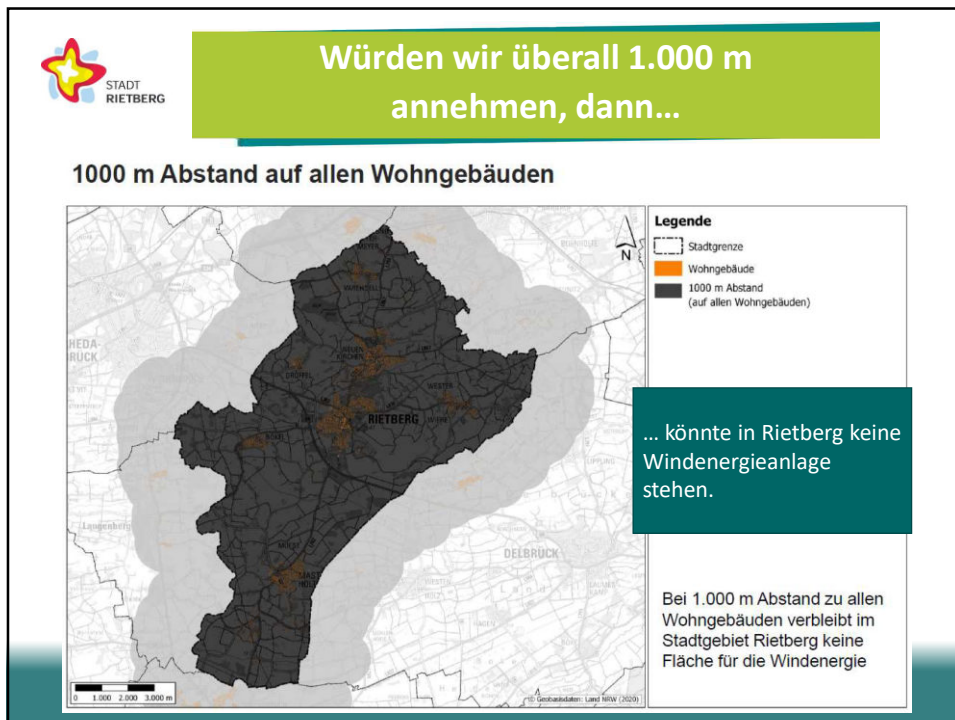 STADT
RIETBERG
Würden wir überall 1.000 m
annehmen, dann…
1000 m Abstand auf allen Wohngebäuden
Legende
Stadtgrenze
Wohngebäude
1000 m Abstand
(auf allen Wohngebäuden)
N
RIETBERG
DELBRÜCK
Langenberg
… könnte in Rietberg keine
Windenergieanlage
stehen.
Bei 1.000 m Abstand zu allen
Wohngebäuden verbleibt im
Stadtgebiet Rietberg keine
Fläche für die Windenergie
0 1.000 2.000 3.000 m
© Geobasisdaten: Land NRW (2020)